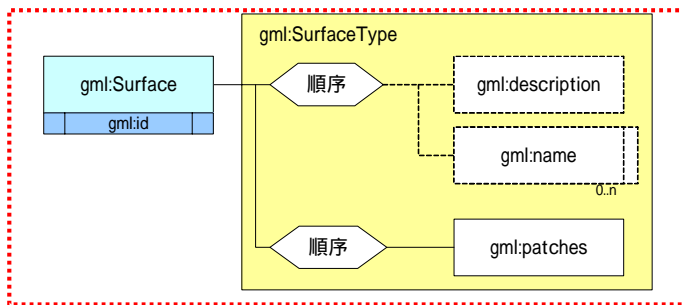 gml:SurfaceType
gml:Surface
gml:id
順序
gml:description
gml:name
0..n
順序
gml:patches